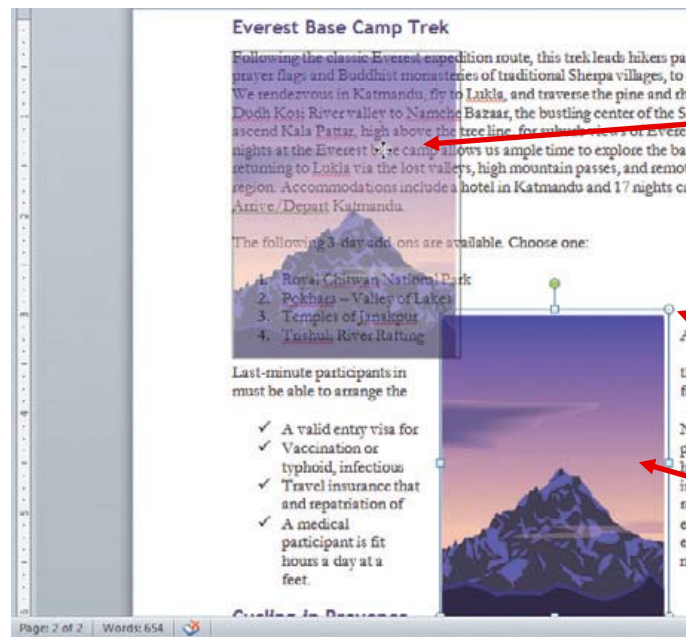 Everest Base Camp Trek
Following the classic Everest expedition route, this trek leads hikers pa
prayer flags and Buddhist monasteries of traditional Sherpa villages, to
We rendezvous in Katmandu, fly to Lukla, and traverse the pine and rh
Dudh Kosi River valley to Namche Bazaar, the bustling center of the S
ascend Kala Pattar, high above the tree line, for suburb views of Evere
nights at the Everest base camp allows us ample time to explore the ba
returning to Lukla via the lost valleys, high mountain passes, and remot
region. Accommodations include a hotel in Katmandu and 17 nights ca
Arrive/Depart Katmandu.
The following 3-day add-ons are available. Choose one:
1. Royal Chitwan National Park
2. Pokhara – Valley of Lakes
3. Temples of Janakpur
4. Trishuli River Rafting
Last-minute participants in
must be able to arrange the
✓ A valid entry visa for
✓ Vaccination or
typhoid, infectious
✓ Travel insurance that
and repatriation of
✓ A medical
participant is fit
hours a day at a
feet.
Cycling in Provence
Page: 2 of 2 Words: 654